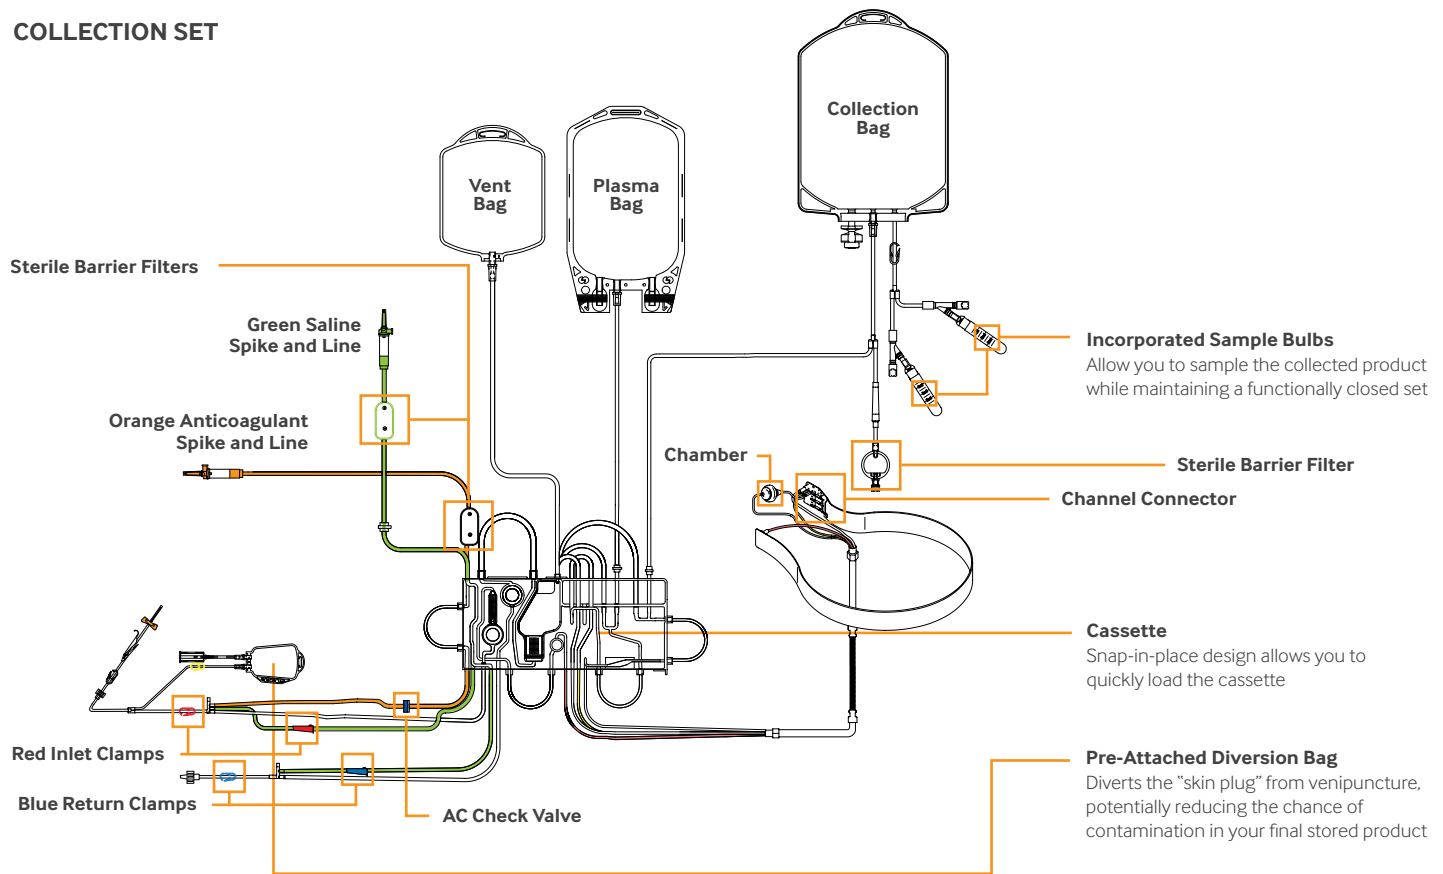 COLLECTION SET
Collection
Bag
Vent
Bag
Plasma
Bag
Sterile Barrier Filters
Green Saline
Spike and Line
Orange Anticoagulant
Spike and Line
Incorporated Sample Bulbs
Allow you to sample the collected product
while maintaining a functionally closed set
Chamber
Sterile Barrier Filter
Channel Connector
Cassette
Snap-in-place design allows you to
quickly load the cassette
Red Inlet Clamps
Blue Return Clamps
AC Check Valve
Pre-Attached Diversion Bag
Diverts the “skin plug” from venipuncture,
potentially reducing the chance of
contamination in your final stored product